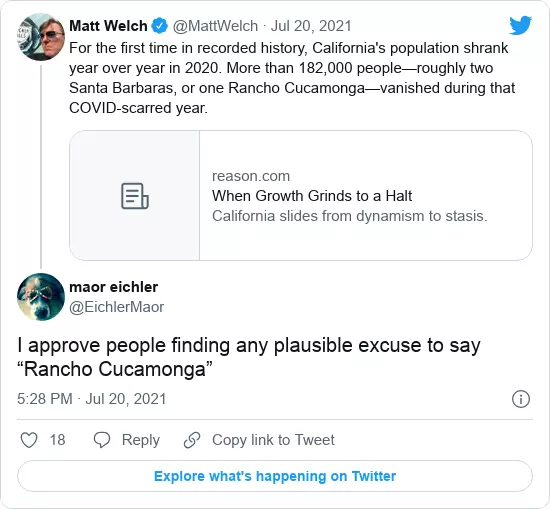 Matt Welch @MattWelch · Jul 20, 2021
For the first time in recorded history, California's population shrank
year over year in 2020. More than 182,000 people—roughly two
Santa Barbaras, or one Rancho Cucamonga—vanished during that
COVID-scarred year.
reason.com
When Growth Grinds to a Halt
California slides from dynamism to stasis.
maor eichler
@EichlerMaor
I approve people finding any plausible excuse to say
“Rancho Cucamonga”
5:28 PM · Jul 20, 2021
18 Reply Copy link to Tweet
Explore what's happening on Twitter